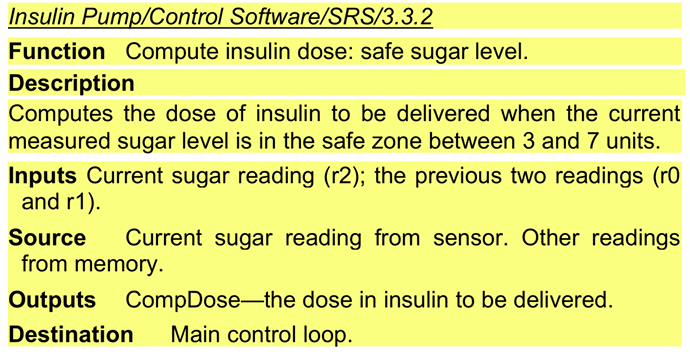 Insulin Pump/Control Software/SRS/3.3.2
Function Compute insulin dose: safe sugar level.
Description
Computes the dose of insulin to be delivered when the current
measured sugar level is in the safe zone between 3 and 7 units.
Inputs Current sugar reading (r2); the previous two readings (r0
and r1).
Source Current sugar reading from sensor. Other readings
from memory.
Outputs CompDose—the dose in insulin to be delivered.
Destination Main control loop.